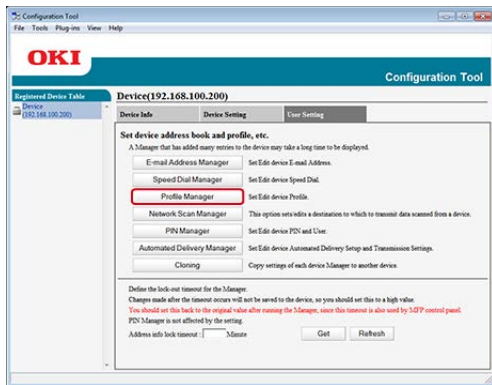 Configuration Tool
File Tools Plug-ins View Help
OKI
Configuration Tool
Registered Device Table
Device
(192.168.100.200)
Device(192.168.100.200)
Device Info Device Setting User Setting
Set device address book and profile, etc.
A Manager that has added many entries to the device may take a long time to be displayed.
E-mail Address Manager Set Edit device E-mail Address.
Speed Dial Manager Set Edit device Speed Dial.
Profile Manager Set Edit device Profile.
Network Scan Manager This option sets/edits a destination to which to transmit data scanned from a device.
PIN Manager Set Edit device PIN and User.
Automated Delivery Manager Set Edit device Automated Delivery Setup and Transmission Settings.
Cloning Copy settings of each device Manager to another device.
Define the lock-out timeout for the Manager.
Changes made after the timeout occurs will not be saved to the device, so you should set this to a high value.
You should set this back to the original value after running the Manager, since this timeout is also used by MFP control panel.
PIN Manager is not affected by the setting.
Address info lock timeout : Minute Get Refresh